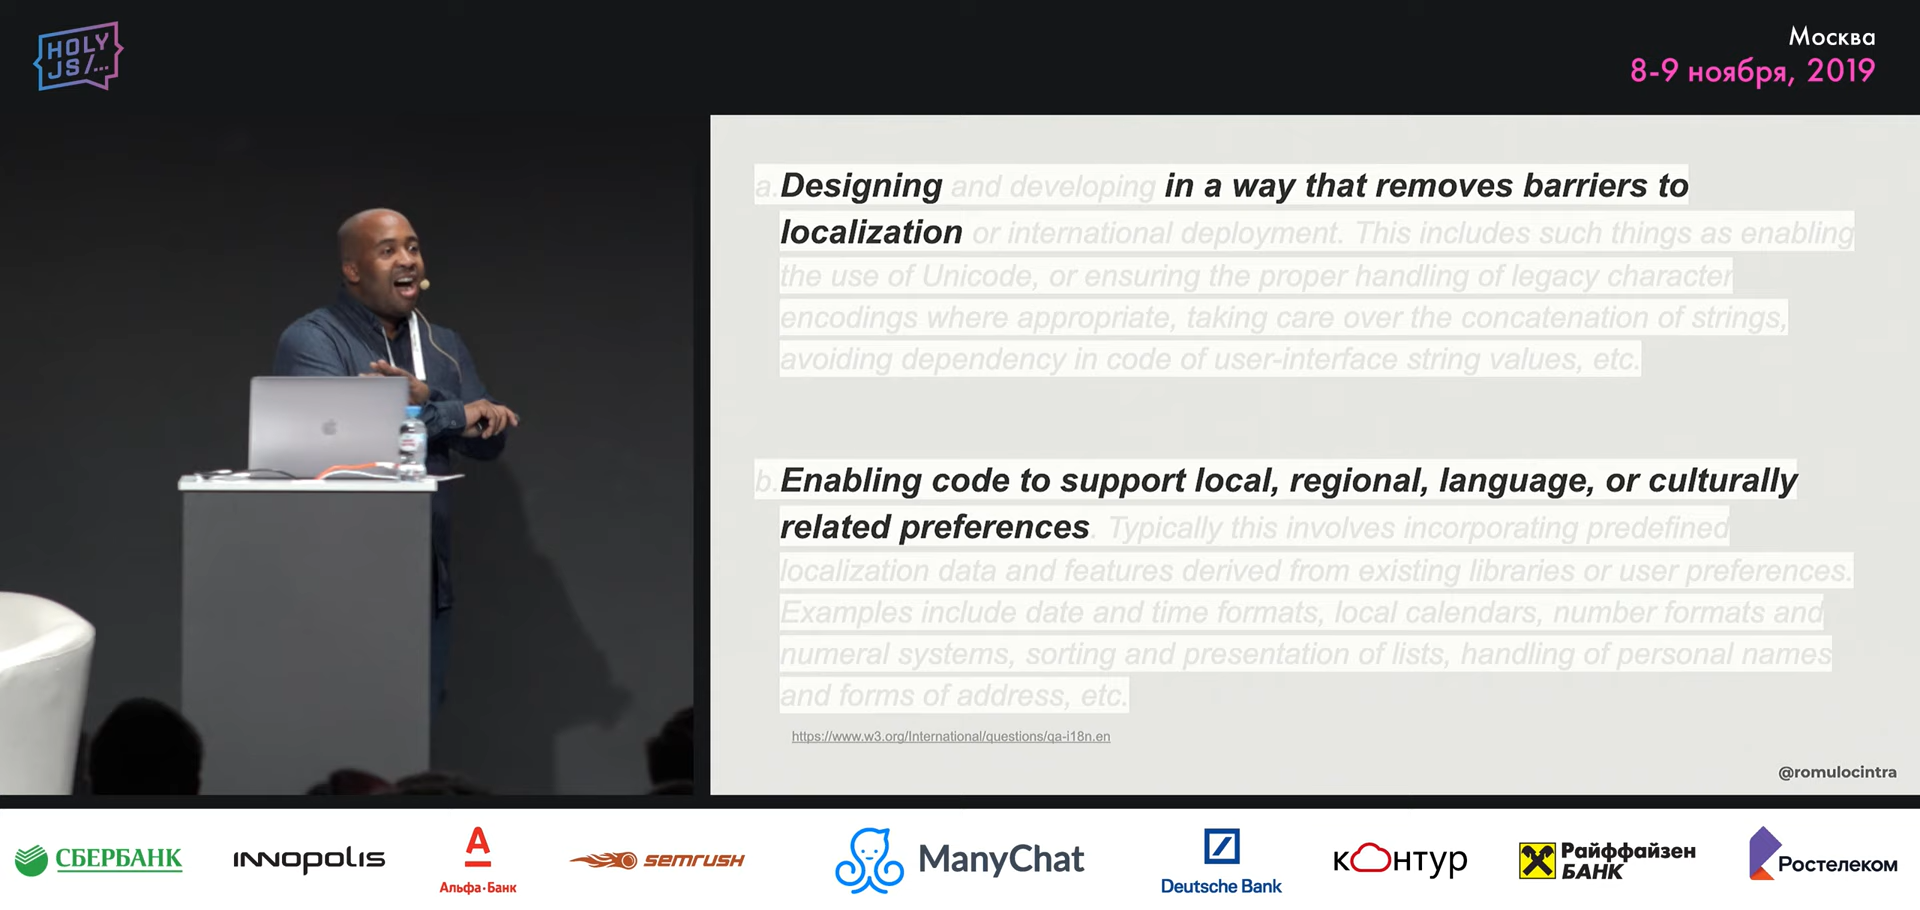 HOLY
JS/...
Москва
8-9 ноября, 2019
a. Designing and developing in a way that removes barriers to
localization or international deployment. This includes such things as enabling
the use of Unicode, or ensuring the proper handling of legacy character
encodings where appropriate, taking care over the concatenation of strings,
avoiding dependency in code of user-interface string values, etc.
b. Enabling code to support local, regional, language, or culturally
related preferences. Typically this involves incorporating predefined
localization data and features derived from existing libraries or user preferences.
Examples include date and time formats, local calendars, number formats and
numeral systems, sorting and presentation of lists, handling of personal names
and forms of address, etc.
https://www.w3.org/International/questions/qa-i18n.en
@romulocintra
СБЕРБАНК
INNOPOLIS
А
Альфа·Банк
semrush
ManyChat
Deutsche Bank
контур
Райффайзен
БАНК
Ростелеком